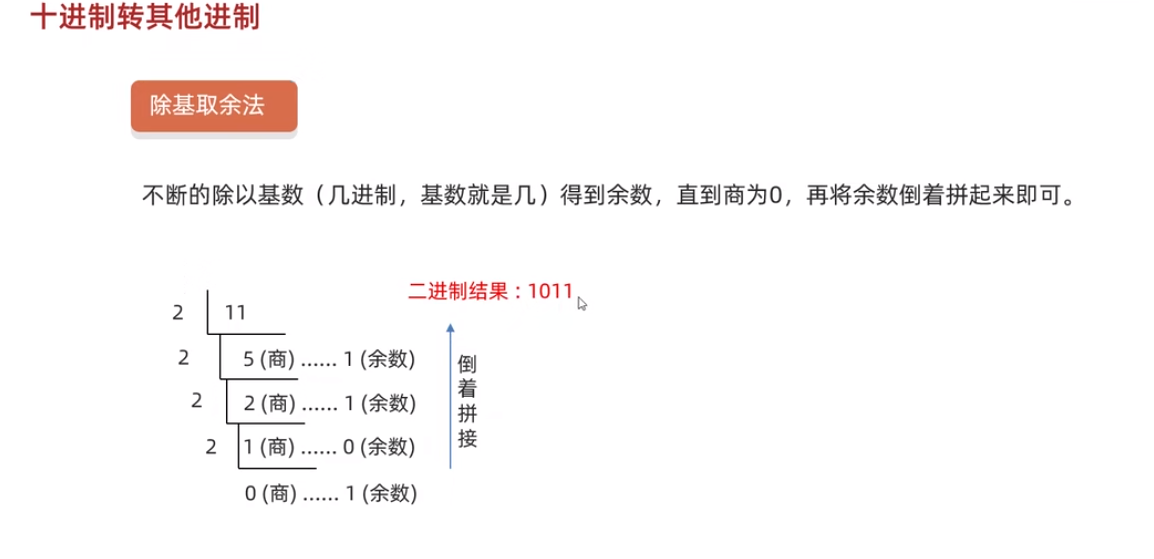 十进制转其他进制
除基取余法
不断的除以基数（几进制，基数就是几）得到余数，直到商为0，再将余数倒着拼起来即可。
二进制结果：1011
2 11
2 5 (商) ...... 1 (余数)
2 2 (商) ...... 1 (余数)
2 1 (商) ...... 0 (余数)
0 (商) ...... 1 (余数)
倒着拼接